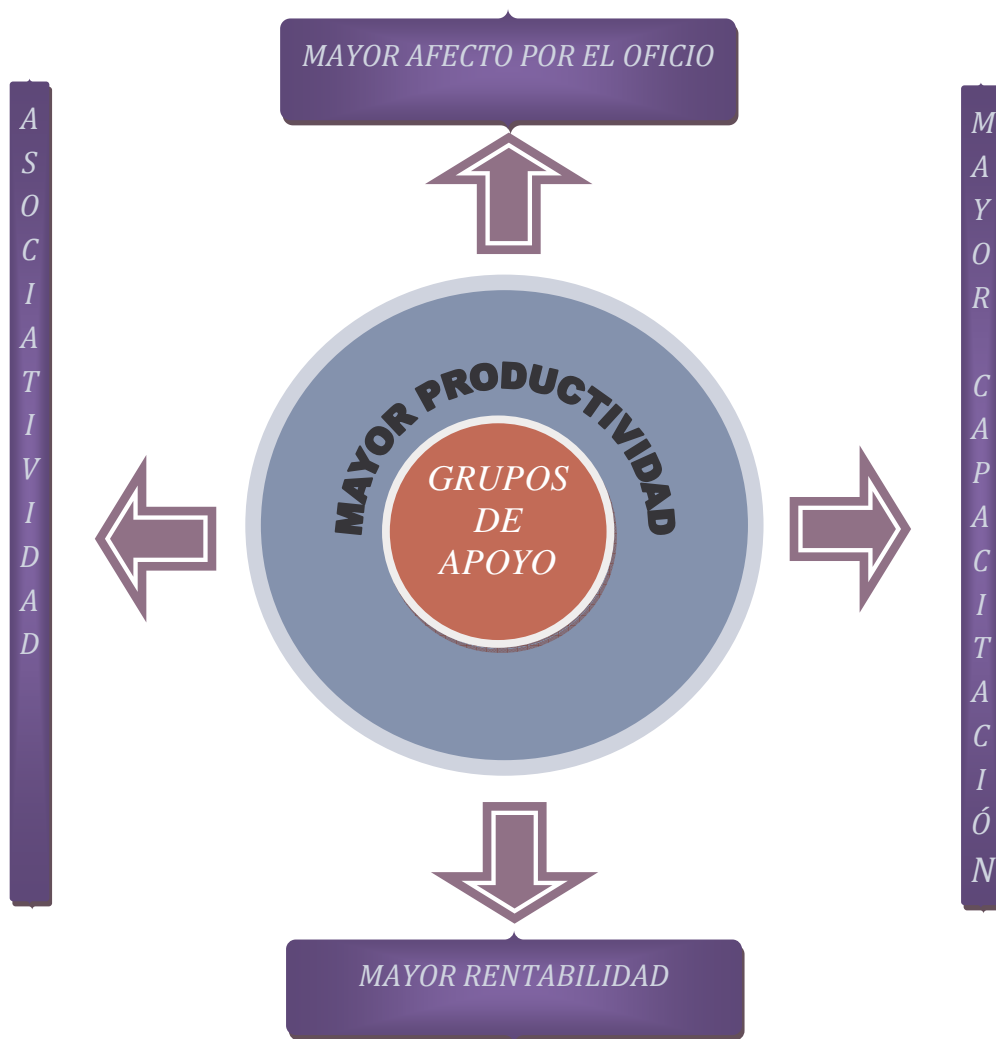 MAYOR AFECTO POR EL OFICIO
ASOCIATIVIDAD
MAYOR CAPACITACIÓN
MAYOR PRODUCTIVIDAD
GRUPOS
DE
APOYO
MAYOR RENTABILIDAD